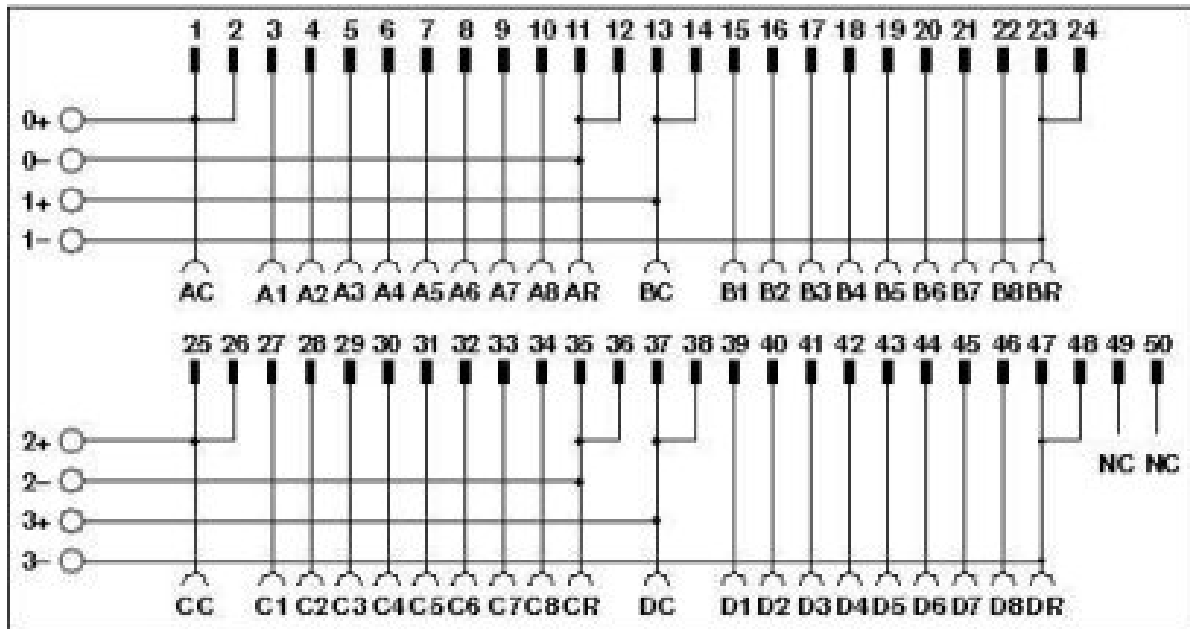 1 2 3 4 5 6 7 8 9 10 11 12 13 14 15 16 17 18 19 20 21 22 23 24
0+
0-
1+
1-
AC A1 A2 A3 A4 A5 A6 A7 A8 AR BC B1 B2 B3 B4 B5 B6 B7 B8 BR
25 26 27 28 29 30 31 32 33 34 35 36 37 38 39 40 41 42 43 44 45 46 47 48 49 50
2+
NC NC
2-
3+
3-
CC C1 C2 C3 C4 C5 C6 C7 C8 CR DC D1 D2 D3 D4 D5 D6 D7 D8 DR